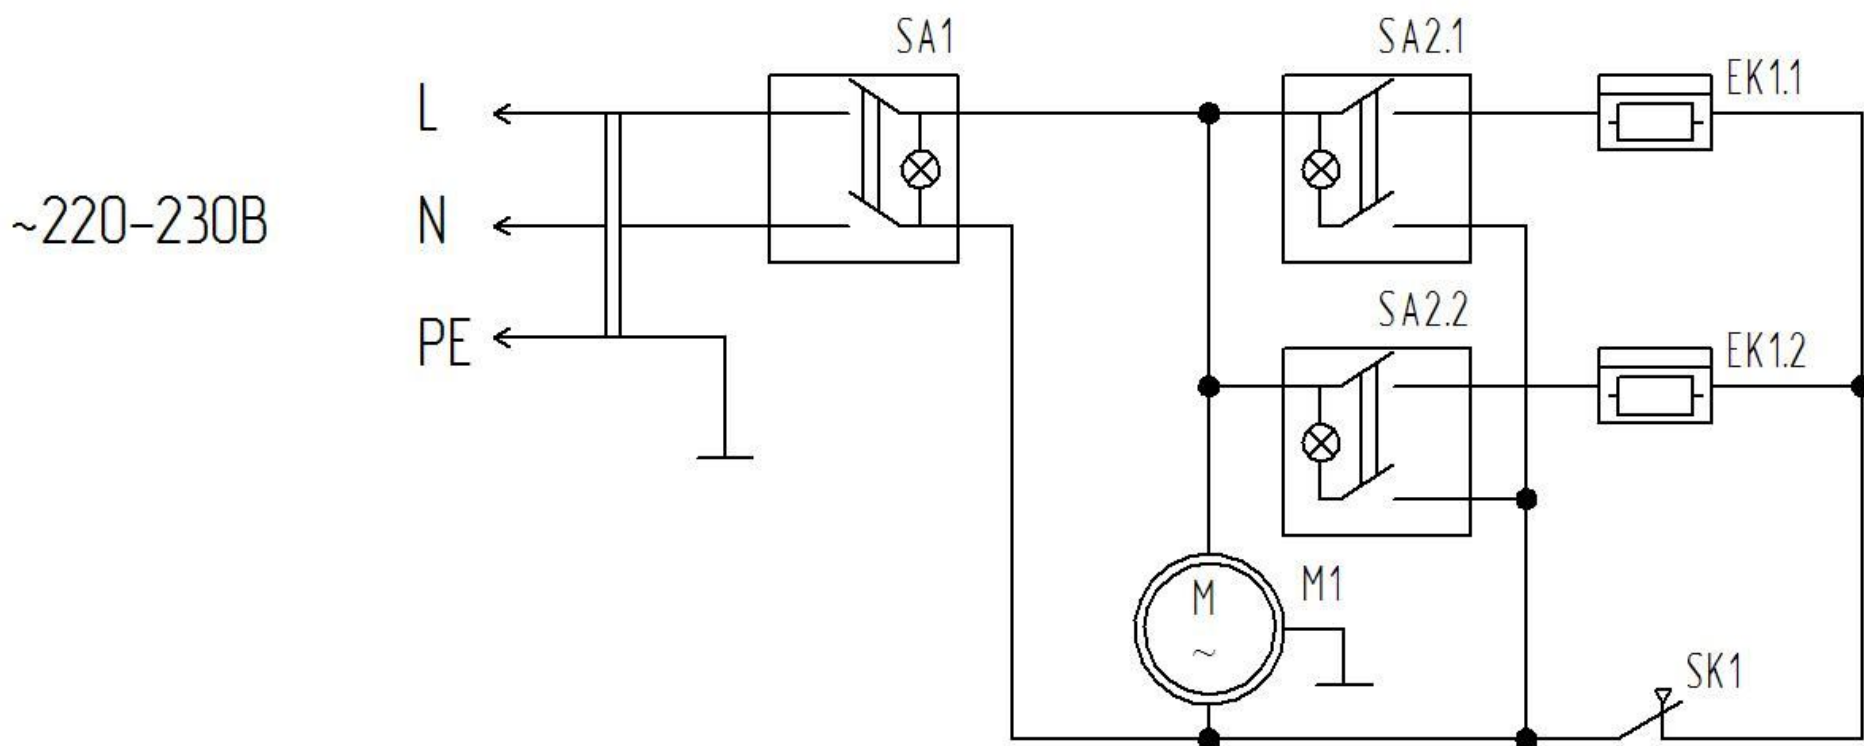 SA1
SA2.1
EK1.1
L
~220-230В
N
SA2.2
PE
EK1.2
M
~
M1
SK1